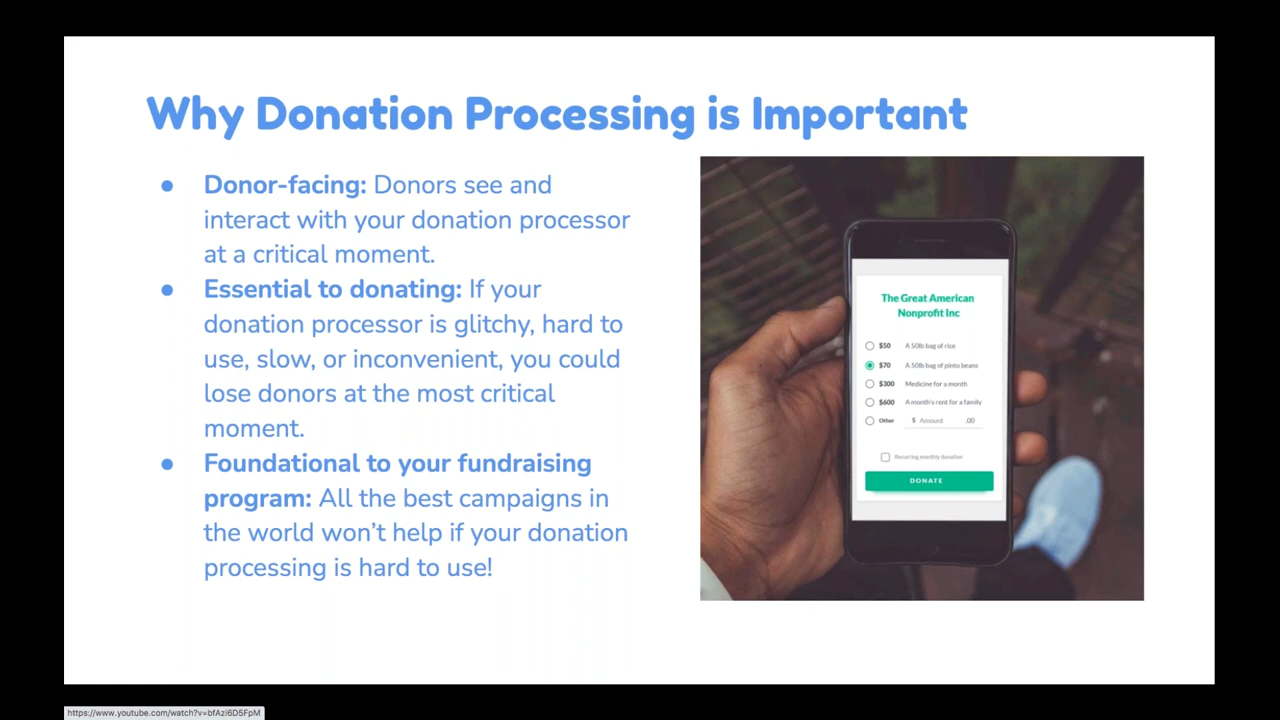 Why Donation Processing is Important
● Donor-facing: Donors see and
interact with your donation processor
at a critical moment.
● Essential to donating: If your
donation processor is glitchy, hard to
use, slow, or inconvenient, you could
lose donors at the most critical
moment.
● Foundational to your fundraising
program: All the best campaigns in
the world won’t help if your donation
processing is hard to use!
The Great American
Nonprofit Inc
$50 A 50lb bag of rice
$70 A 50lb bag of pinto beans
$300 Medicine for a month
$600 A month's rent for a family
Other $ Amount .00
Recurring monthly donation
DONATE
https://www.youtube.com/watch?v=bfAzi6D5FpM